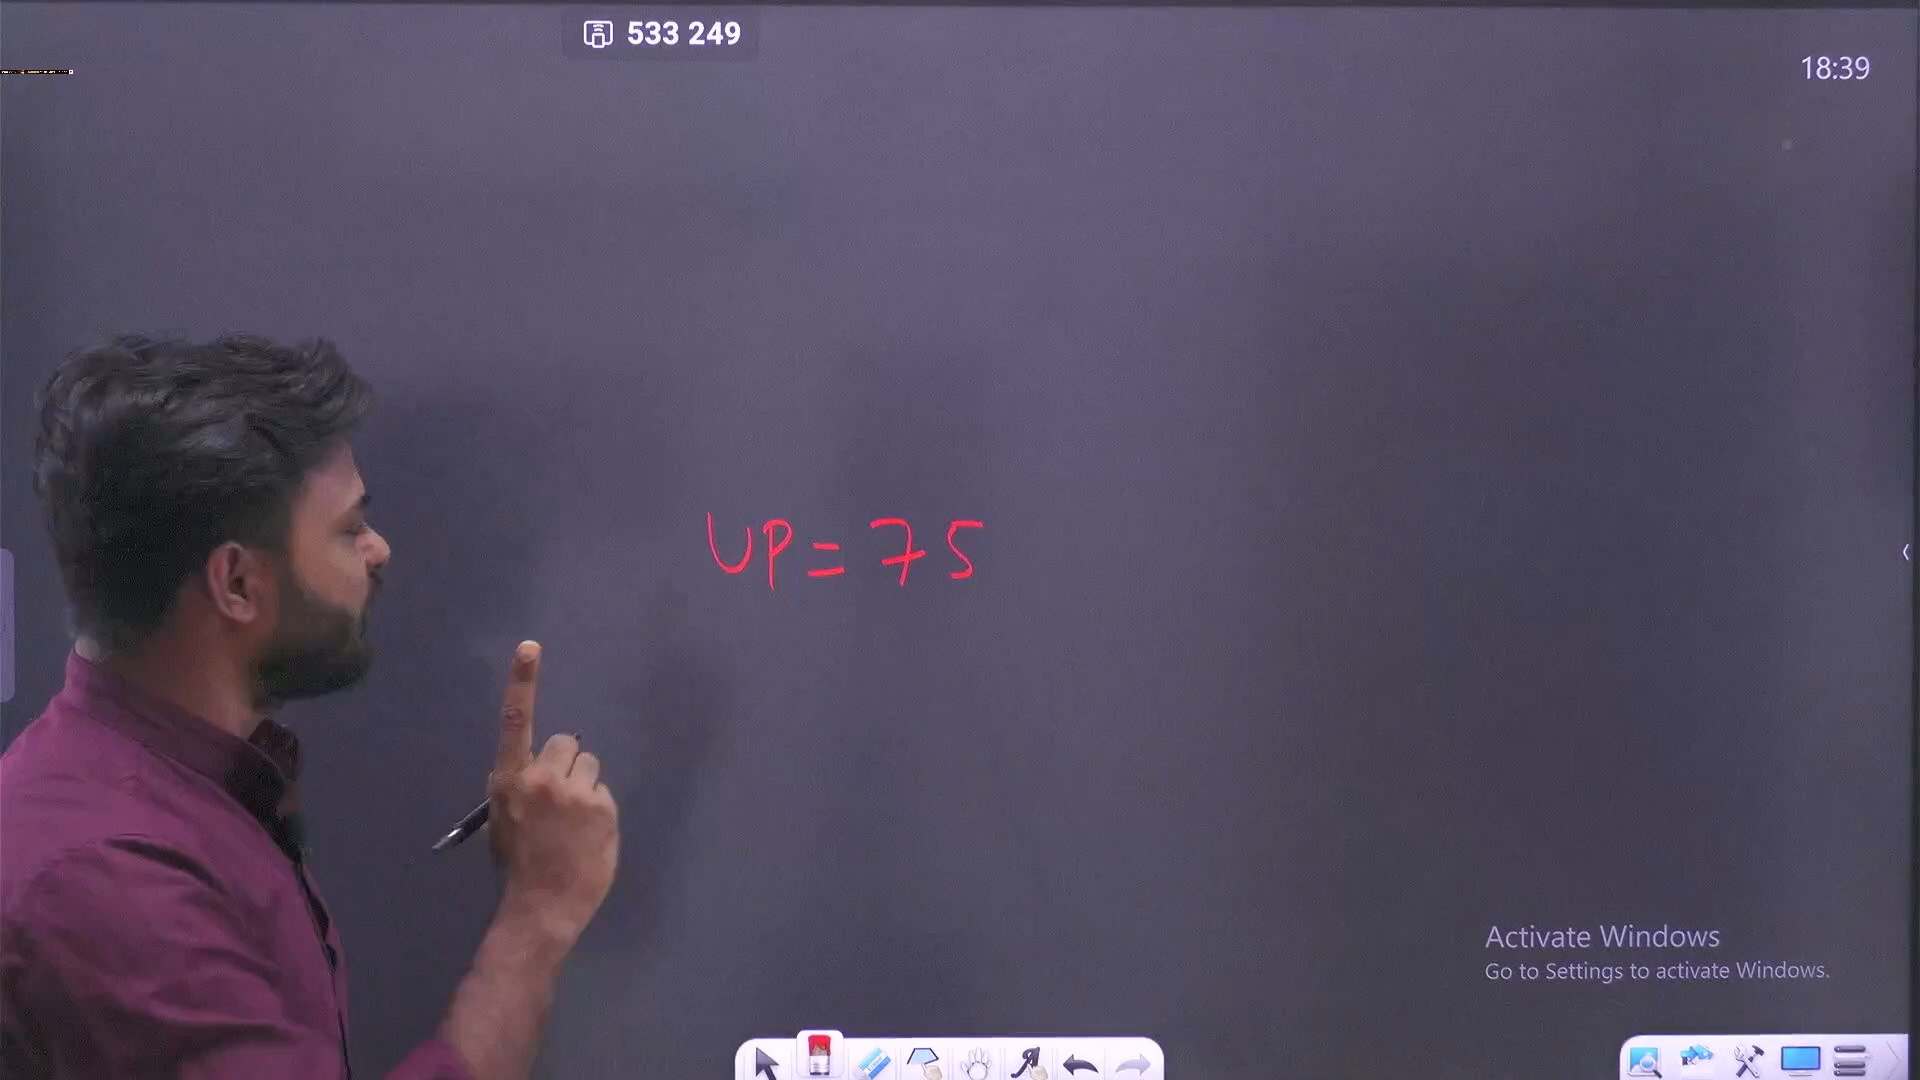 533 249
18:39
UP = 75
Activate Windows
Go to Settings to activate Windows.